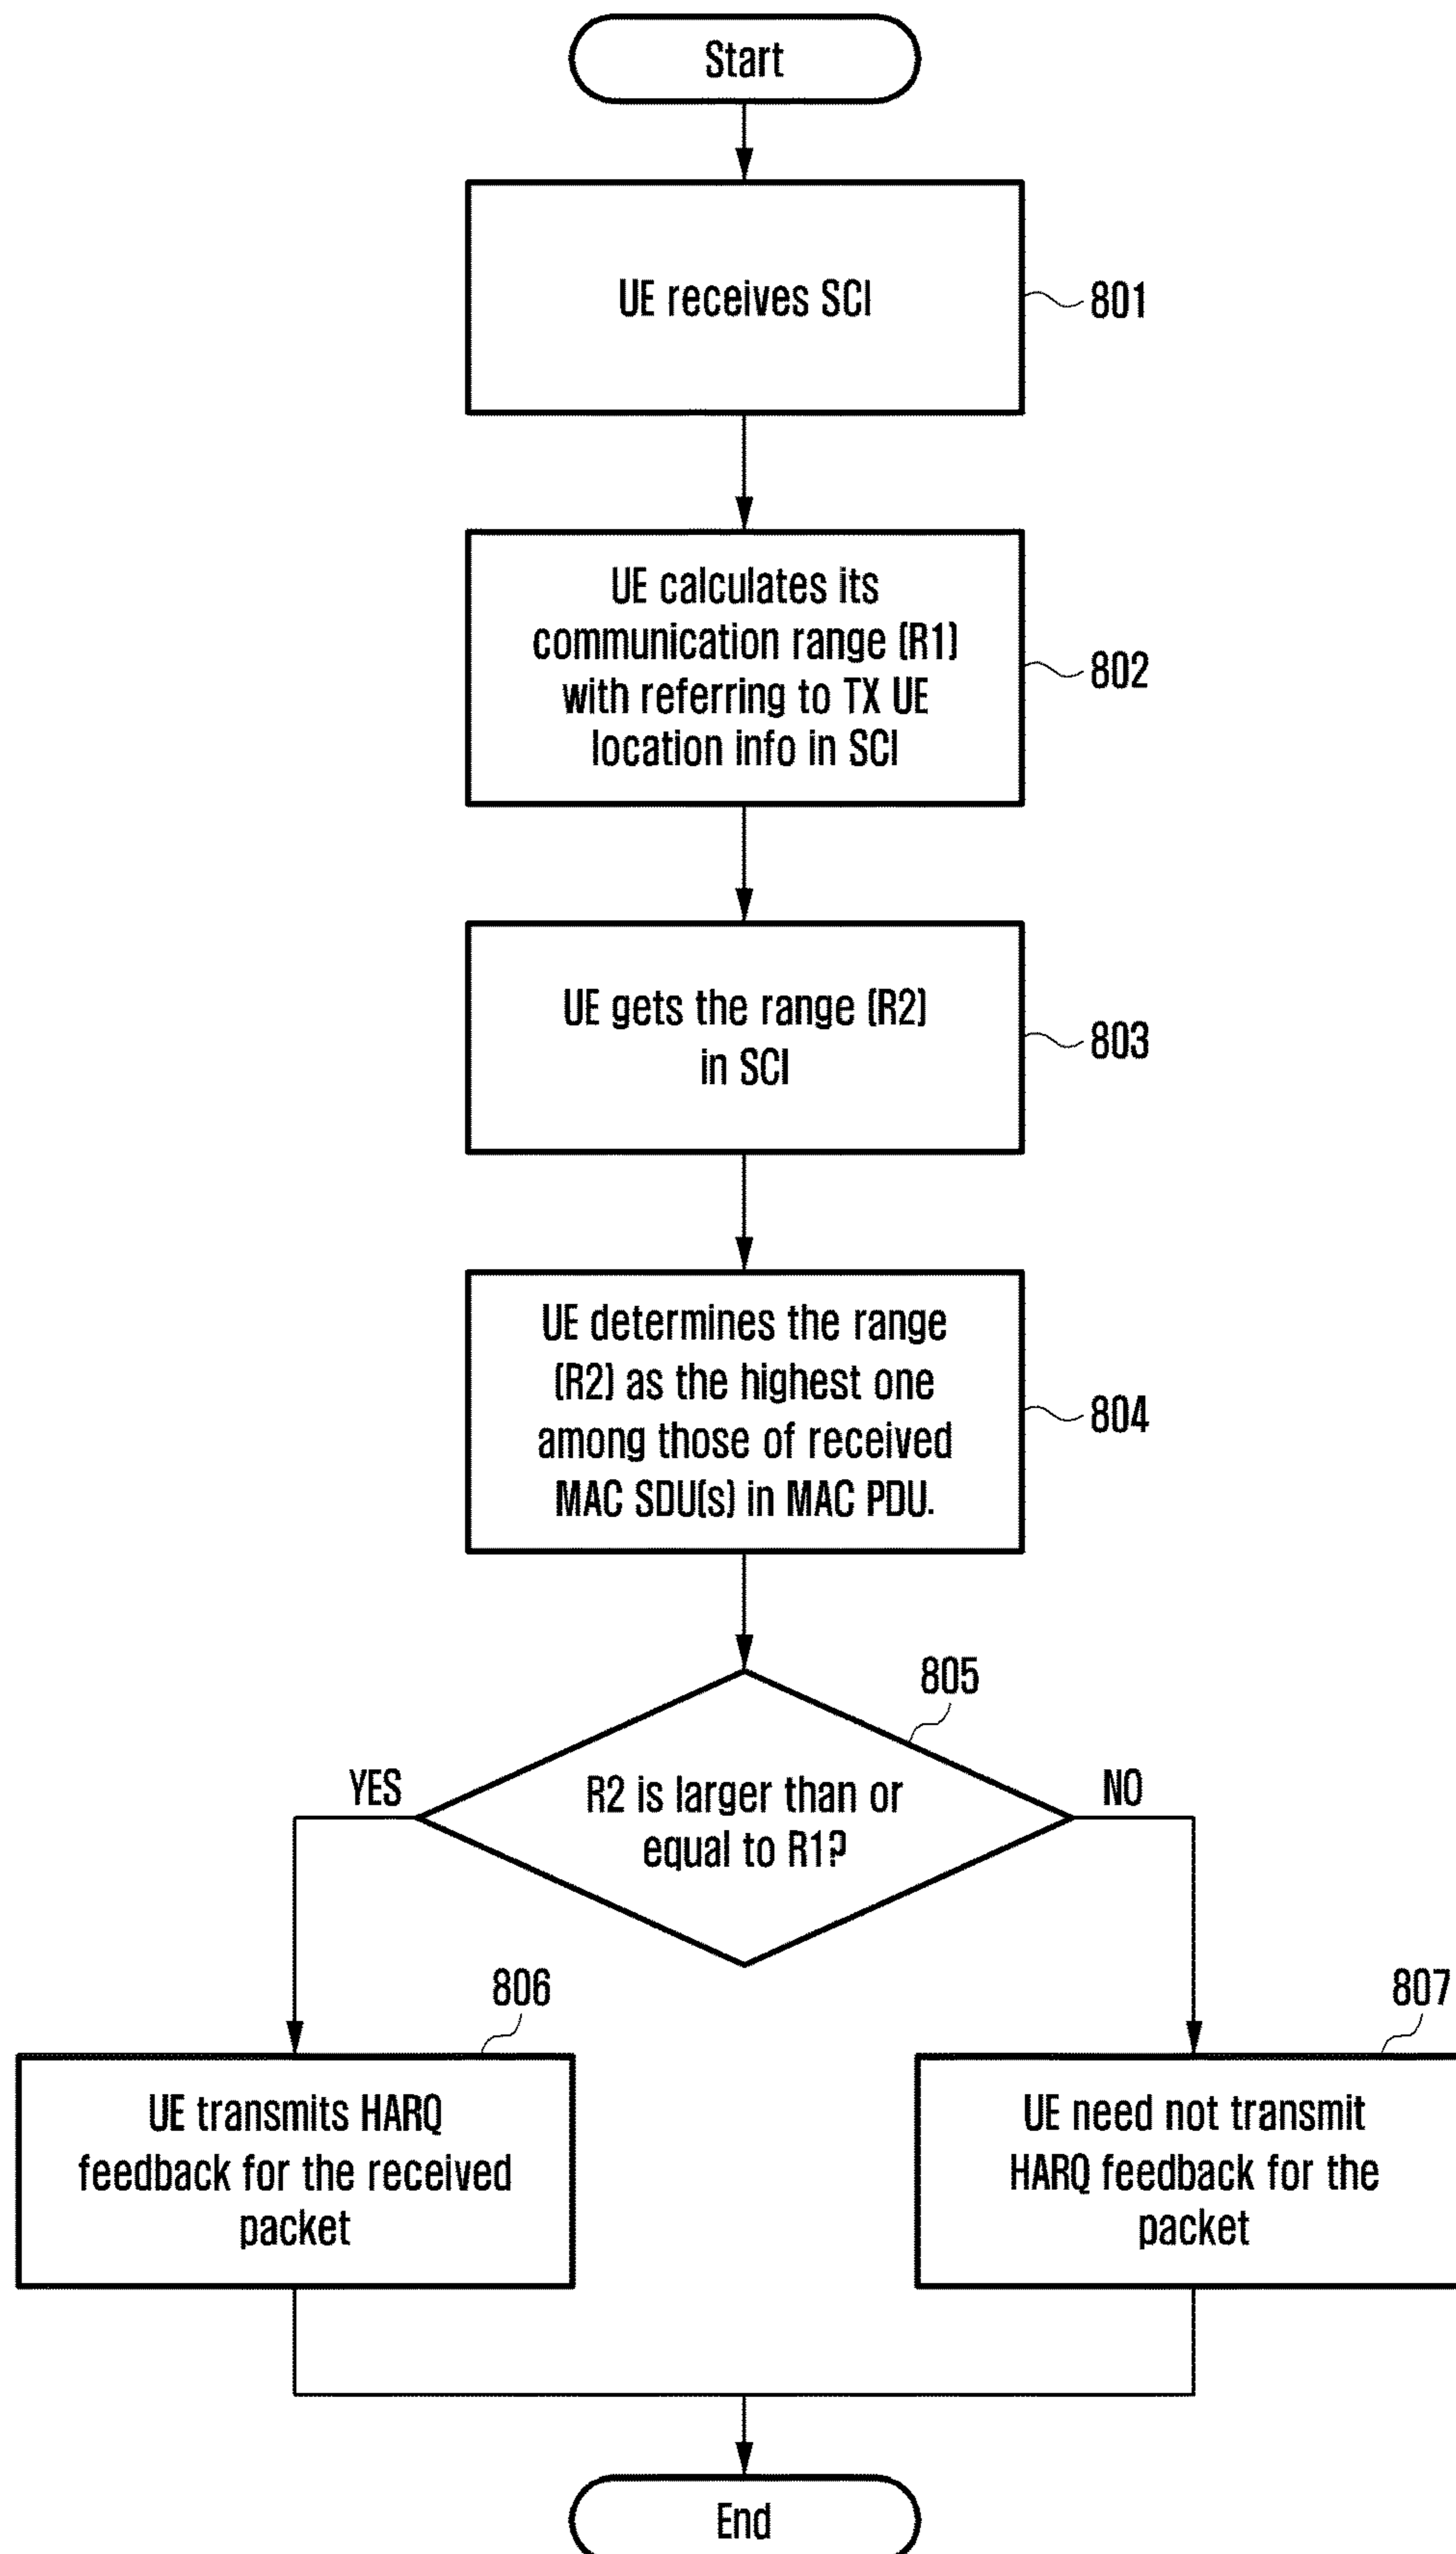 Start
UE receives SCI
801
UE calculates its
communication range (R1)
with referring to TX UE
location info in SCI
802
UE gets the range (R2)
in SCI
803
UE determines the range
(R2) as the highest one
among those of received
MAC SDU(s) in MAC PDU.
804
805
YES
R2 is larger than or
equal to R1?
NO
806
UE transmits HARQ
feedback for the received
packet
807
UE need not transmit
HARQ feedback for the
packet
End